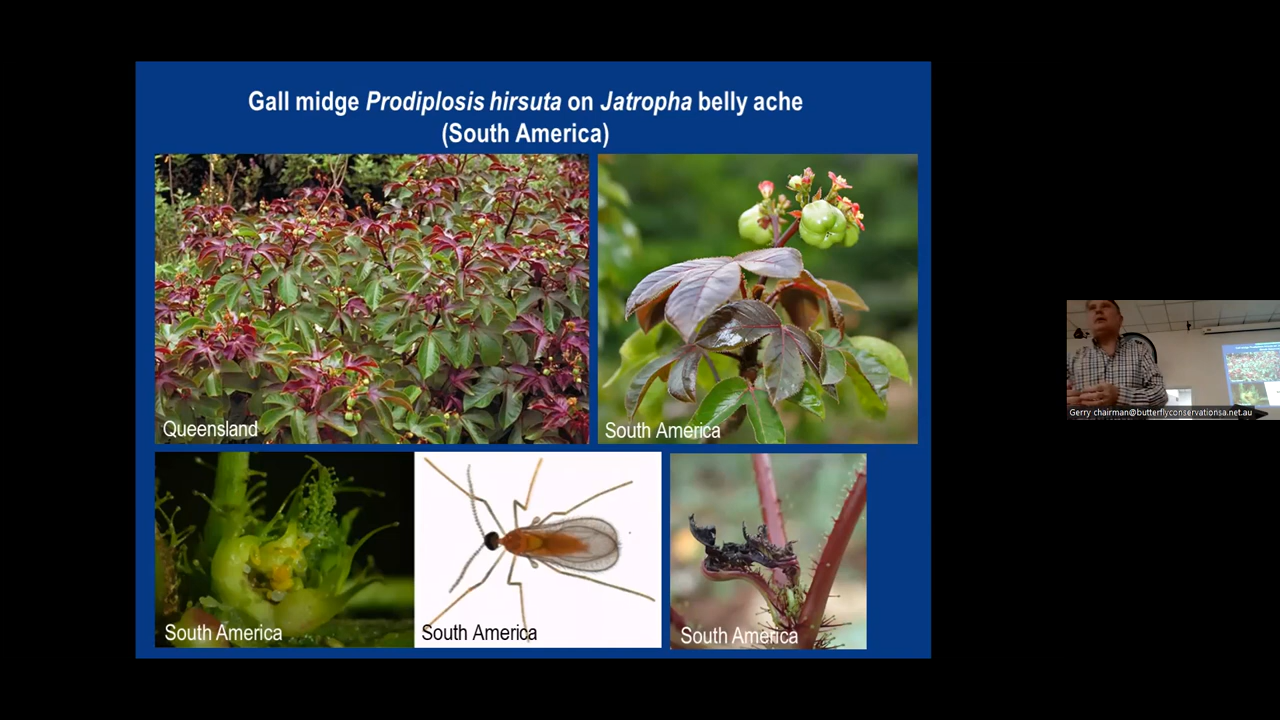 Gall midge Prodiplosis hirsuta on Jatropha belly ache
(South America)
Queensland
South America
South America
South America
South America
Gerry chairman@butterflyconservationsa.net.au